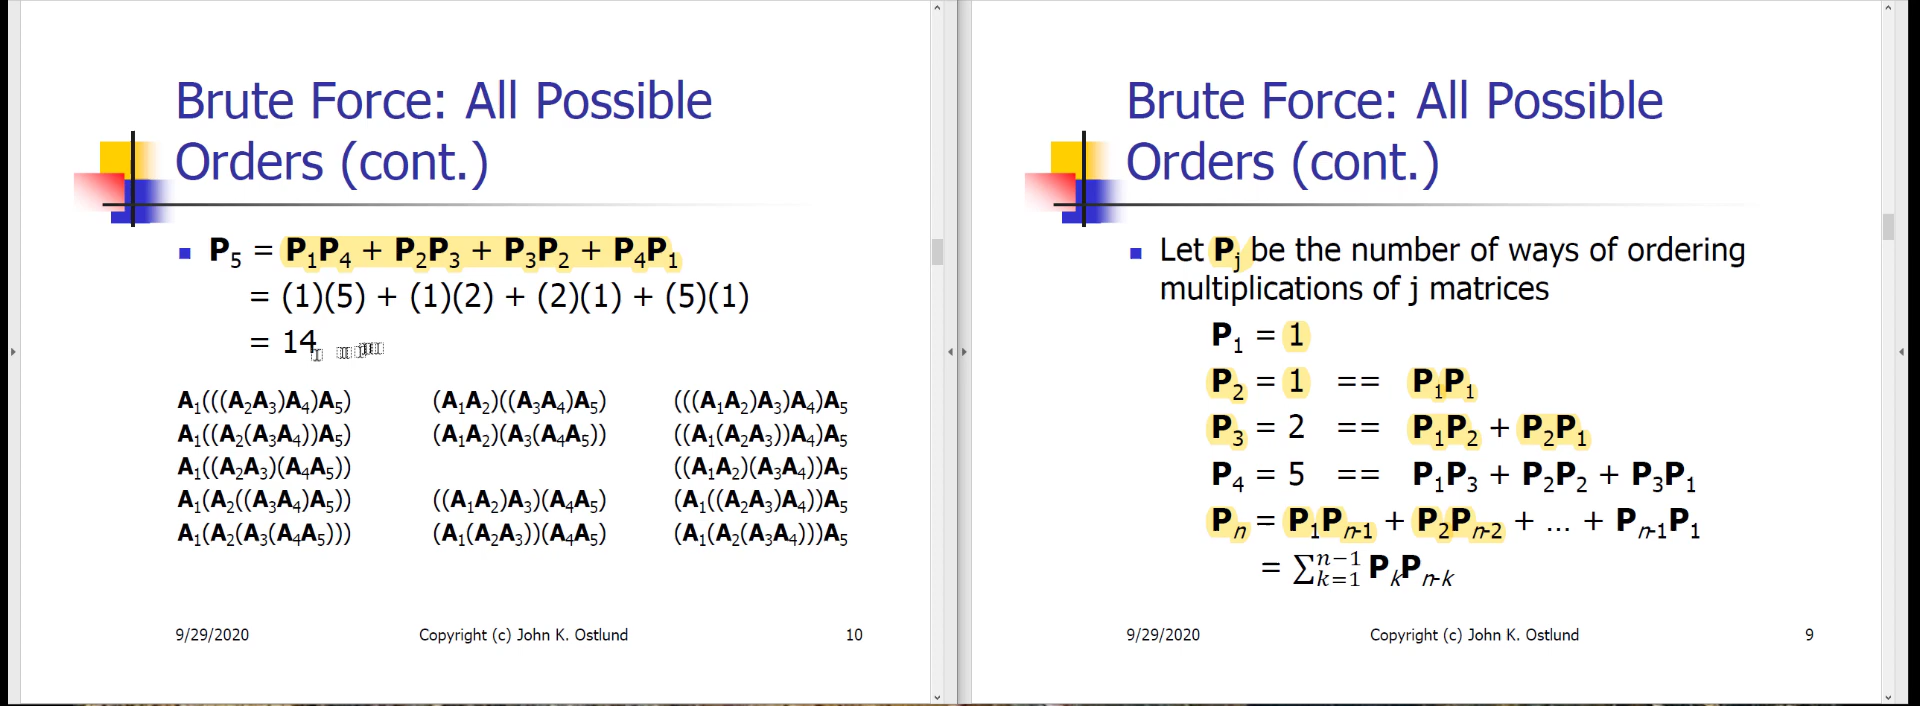 Brute Force: All Possible
Orders (cont.)
■ P₅ = P₁P₄ + P₂P₃ + P₃P₂ + P₄P₁
= (1)(5) + (1)(2) + (2)(1) + (5)(1)
= 14
A₁(((A₂A₃)A₄)A₅) (A₁A₂)((A₃A₄)A₅) (((A₁A₂)A₃)A₄)A₅
A₁((A₂(A₃A₄))A₅) (A₁A₂)(A₃(A₄A₅)) ((A₁(A₂A₃))A₄)A₅
A₁((A₂A₃)(A₄A₅)) ((A₁A₂)(A₃A₄))A₅
A₁(A₂((A₃A₄)A₅)) ((A₁A₂)A₃)(A₄A₅) (A₁((A₂A₃)A₄))A₅
A₁(A₂(A₃(A₄A₅))) (A₁(A₂A₃))(A₄A₅) (A₁(A₂(A₃A₄)))A₅
9/29/2020 Copyright (c) John K. Ostlund 10
Brute Force: All Possible
Orders (cont.)
■ Let Pⱼ be the number of ways of ordering
multiplications of j matrices
P₁ = 1
P₂ = 1 == P₁P₁
P₃ = 2 == P₁P₂ + P₂P₁
P₄ = 5 == P₁P₃ + P₂P₂ + P₃P₁
Pₙ = P₁Pₙ₋₁ + P₂Pₙ₋₂ + ... + Pₙ₋₁P₁
= ∑ₖ₌₁ⁿ⁻¹ PₖPₙ₋ₖ
9/29/2020 Copyright (c) John K. Ostlund 9